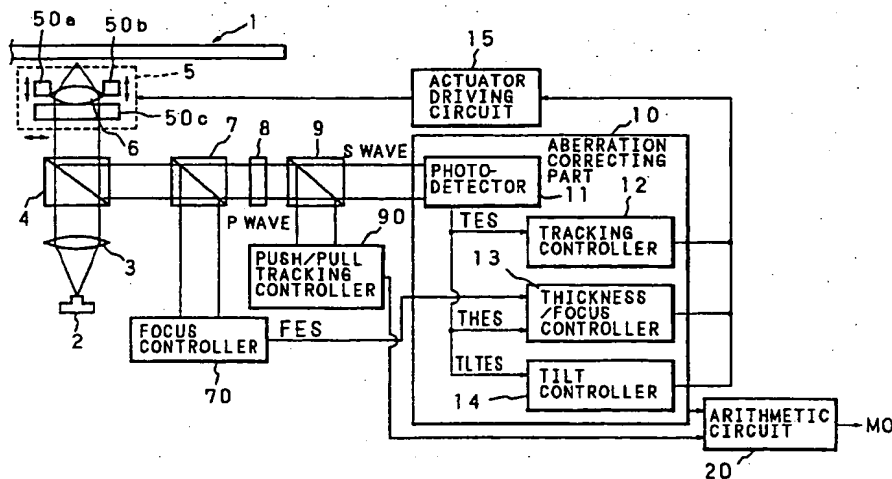 50a
50b
1
5
50c
6
15
ACTUATOR
DRIVING
CIRCUIT
10
ABERRATION
CORRECTING
PART
7
8
9
S WAVE
PHOTO-
DETECTOR
11
4
P WAVE
90
PUSH/PULL
TRACKING
CONTROLLER
TES
12
TRACKING
CONTROLLER
3
13
THICKNESS
/FOCUS
CONTROLLER
2
FOCUS
CONTROLLER
70
FES
THES
TLTES
TILT
CONTROLLER
14
ARITHMETIC
CIRCUIT
20
MO